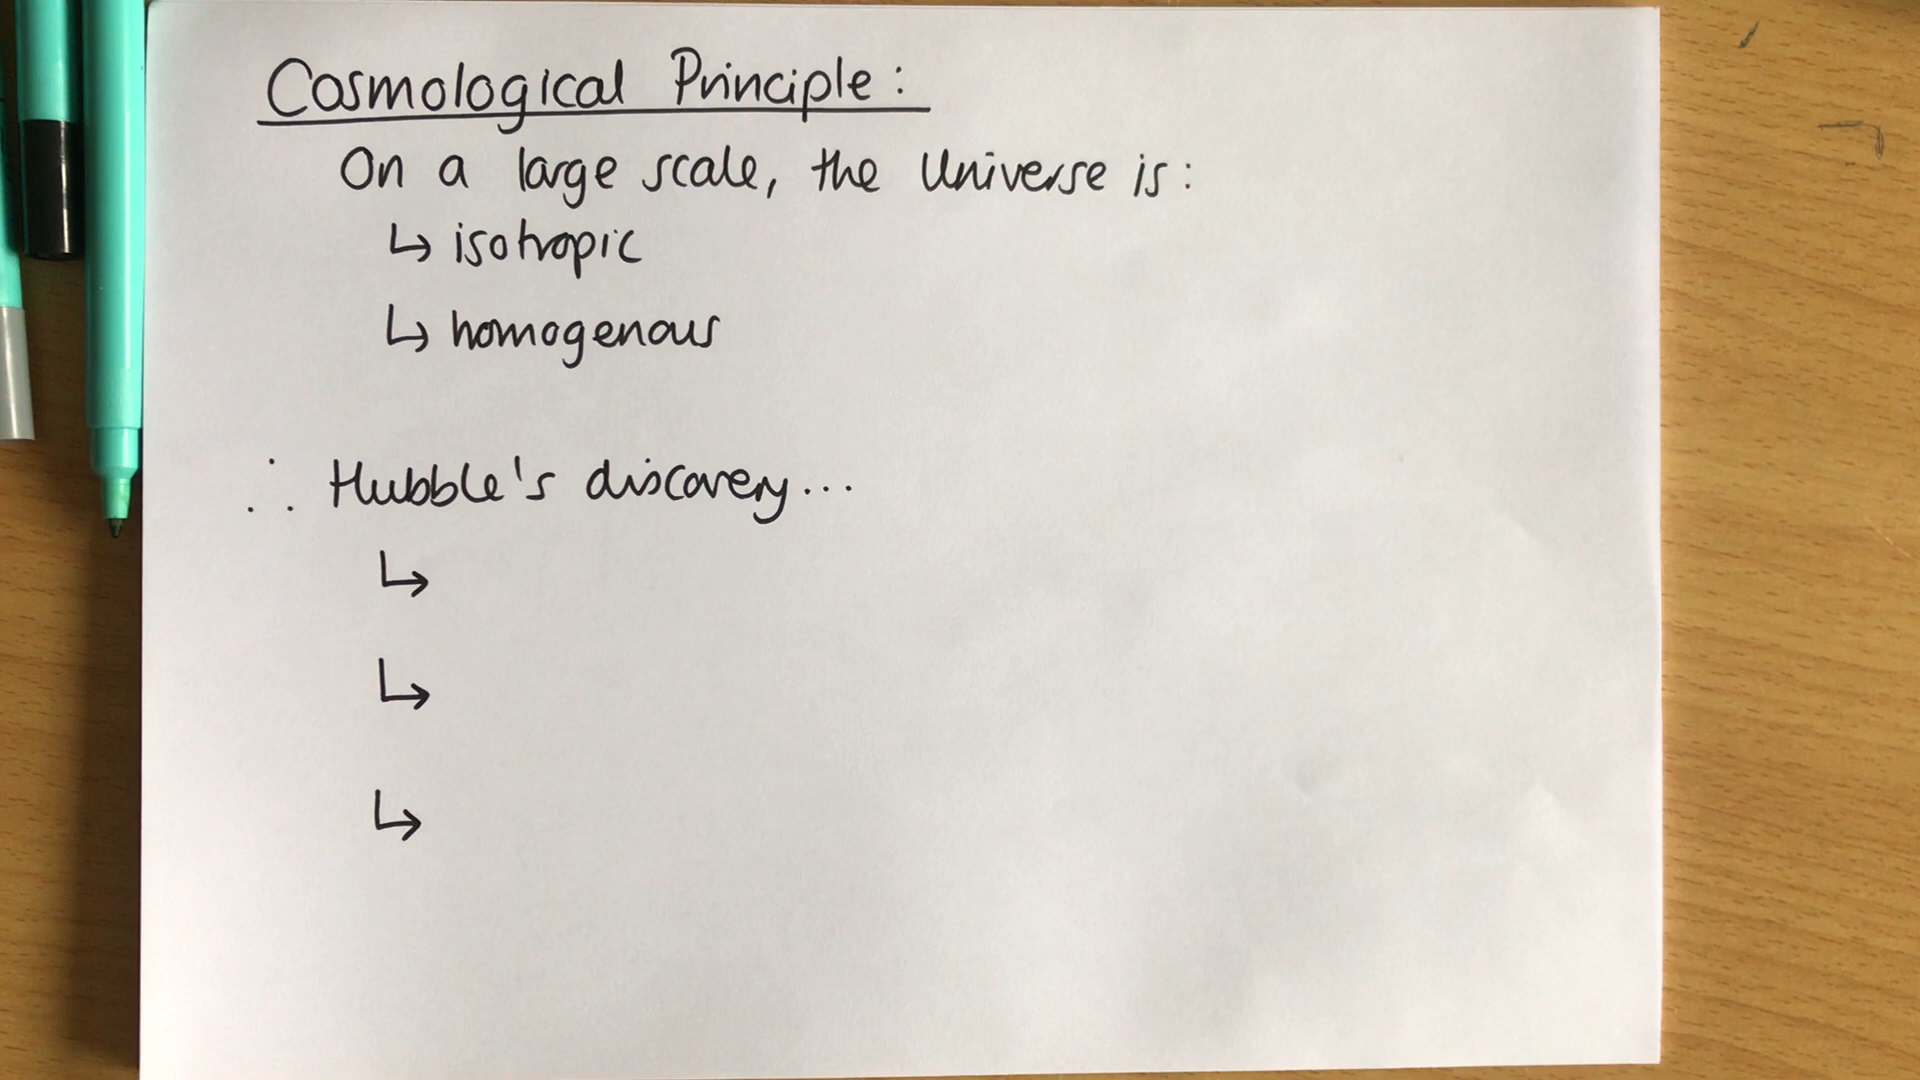 Cosmological Principle:
On a large scale, the Universe is:
↳ isotropic
↳ homogenous
∴ Hubble's discovery...
↳
↳
↳